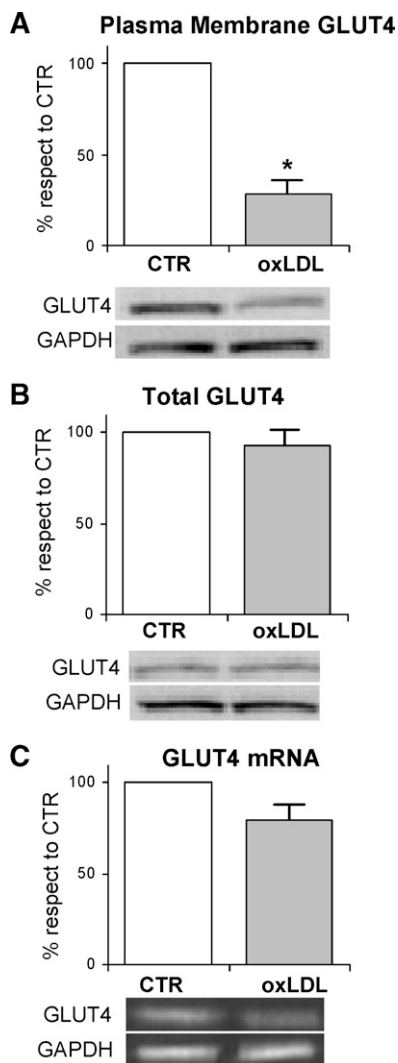 A Plasma Membrane GLUT4
% respect to CTR
100
50
0
*
CTR oxLDL
GLUT4
GAPDH
B Total GLUT4
% respect to CTR
100
50
0
CTR oxLDL
GLUT4
GAPDH
C GLUT4 mRNA
% respect to CTR
100
50
0
CTR oxLDL
GLUT4
GAPDH